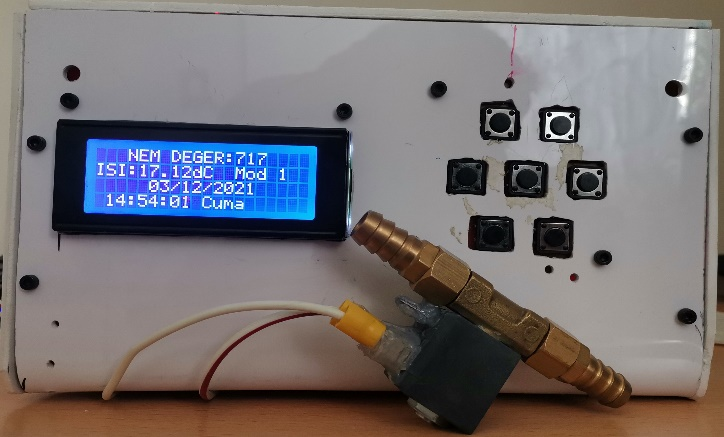 NEM DEGER:717
ISI:17.12dC Mod 1
03/12/2021
14:54:01 Cuma